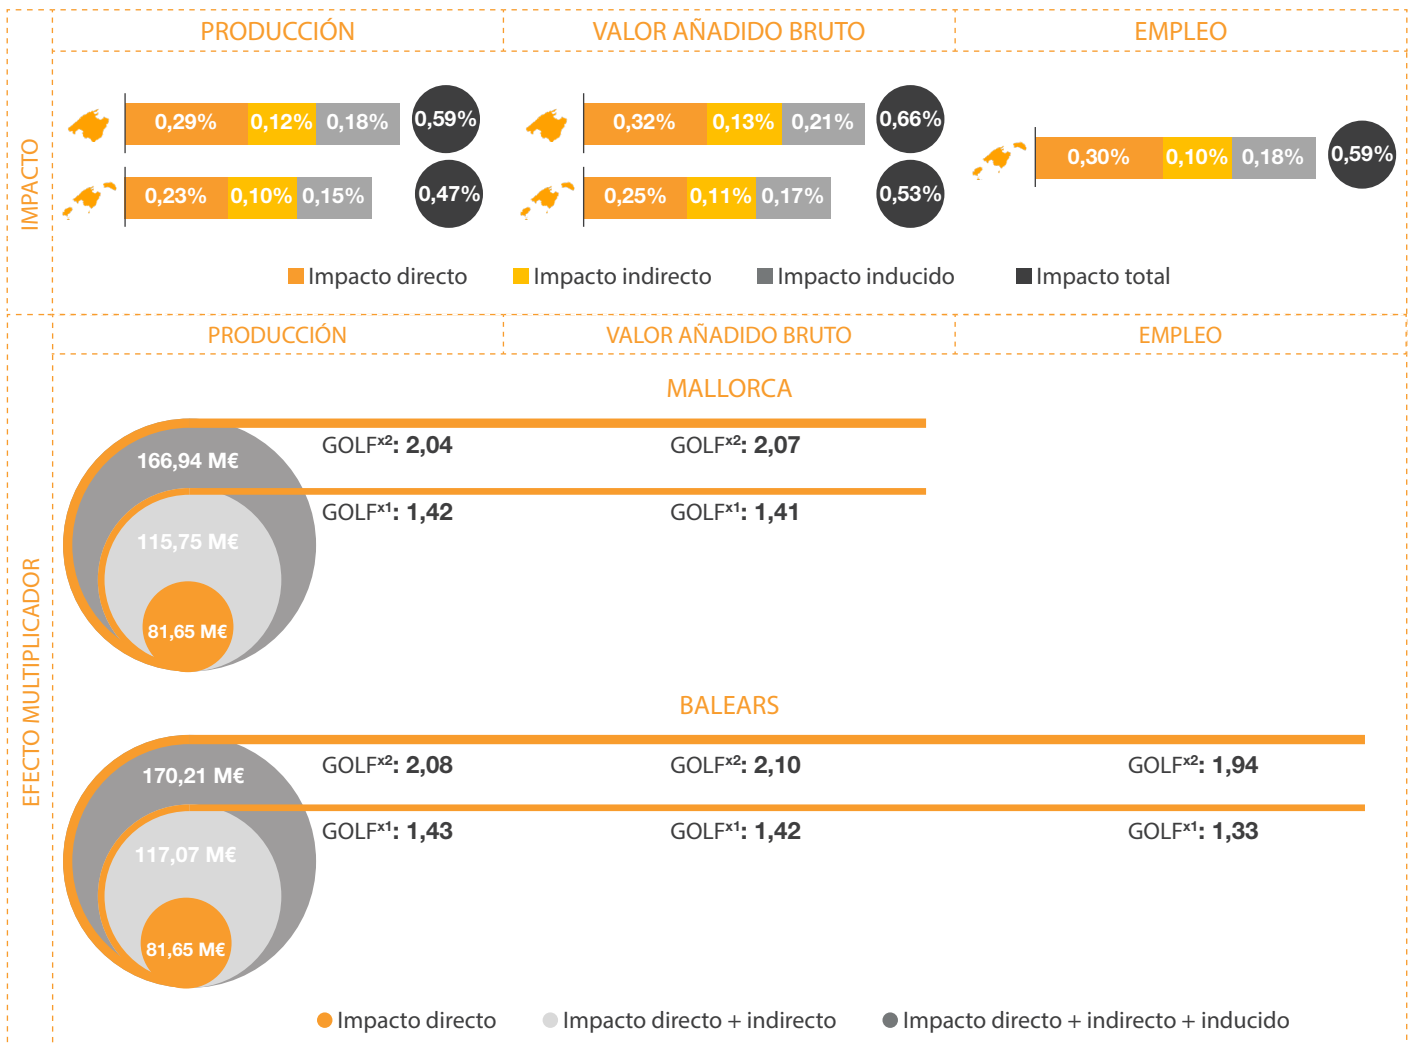 PRODUCCIÓN
VALOR AÑADIDO BRUTO
EMPLEO
IMPACTO
0,29% 0,12% 0,18% 0,59%
0,32% 0,13% 0,21% 0,66%
0,23% 0,10% 0,15% 0,47%
0,25% 0,11% 0,17% 0,53%
0,30% 0,10% 0,18% 0,59%
Impacto directo
Impacto indirecto
Impacto inducido
Impacto total
PRODUCCIÓN
VALOR AÑADIDO BRUTO
EMPLEO
EFECTO MULTIPLICADOR
MALLORCA
GOLFx2: 2,04
GOLFx2: 2,07
166,94 M€
GOLFx1: 1,42
GOLFx1: 1,41
115,75 M€
81,65 M€
BALEARS
GOLFx2: 2,08
GOLFx2: 2,10
GOLFx2: 1,94
170,21 M€
GOLFx1: 1,43
GOLFx1: 1,42
GOLFx1: 1,33
117,07 M€
81,65 M€
Impacto directo
Impacto directo + indirecto
Impacto directo + indirecto + inducido